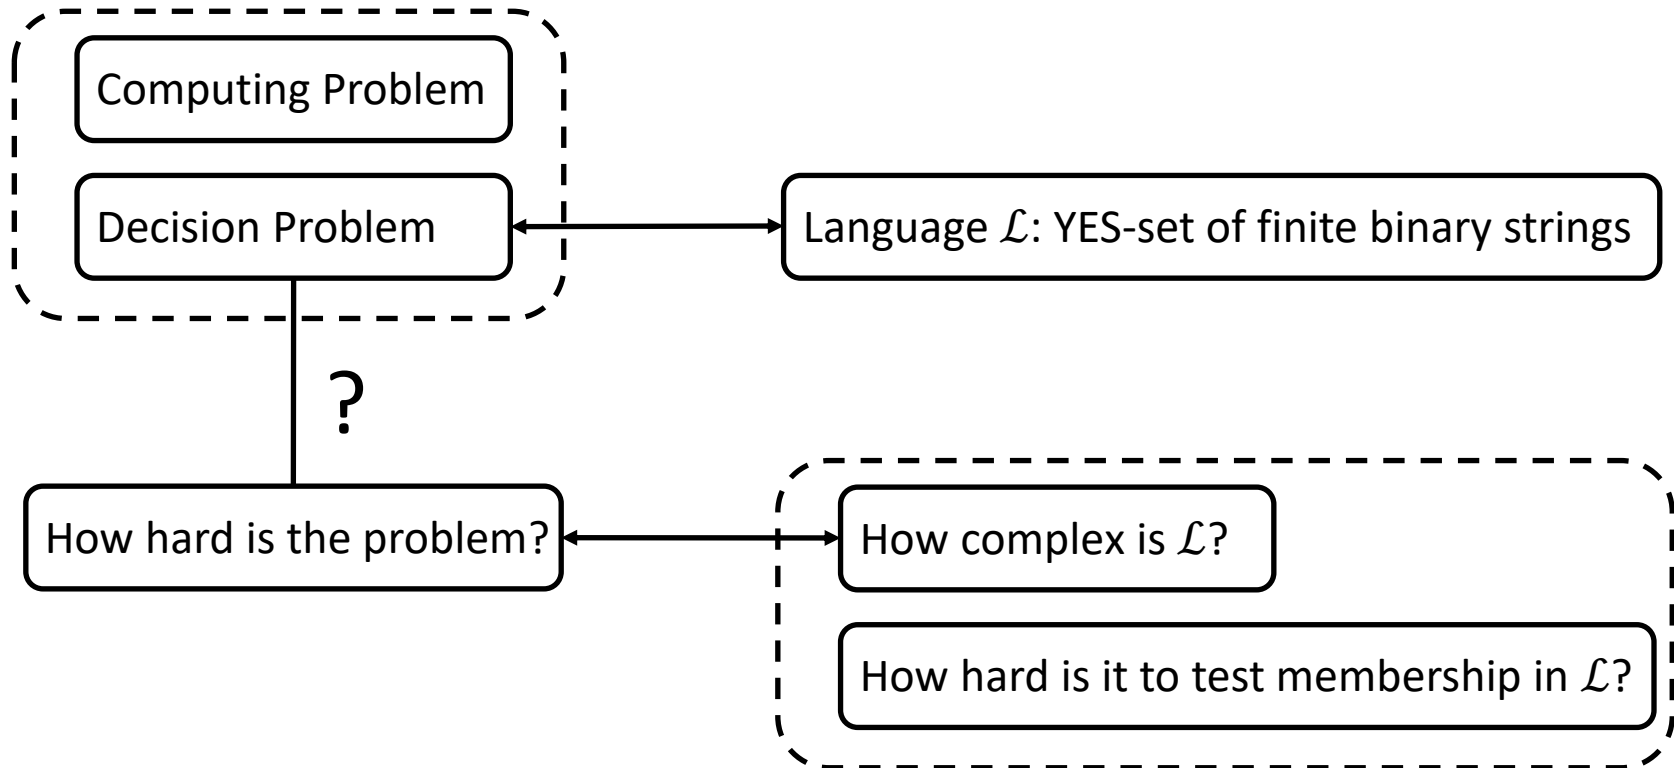 Computing Problem
Decision Problem
Language ℒ: YES-set of finite binary strings
?
How hard is the problem?
How complex is ℒ?
How hard is it to test membership in ℒ?